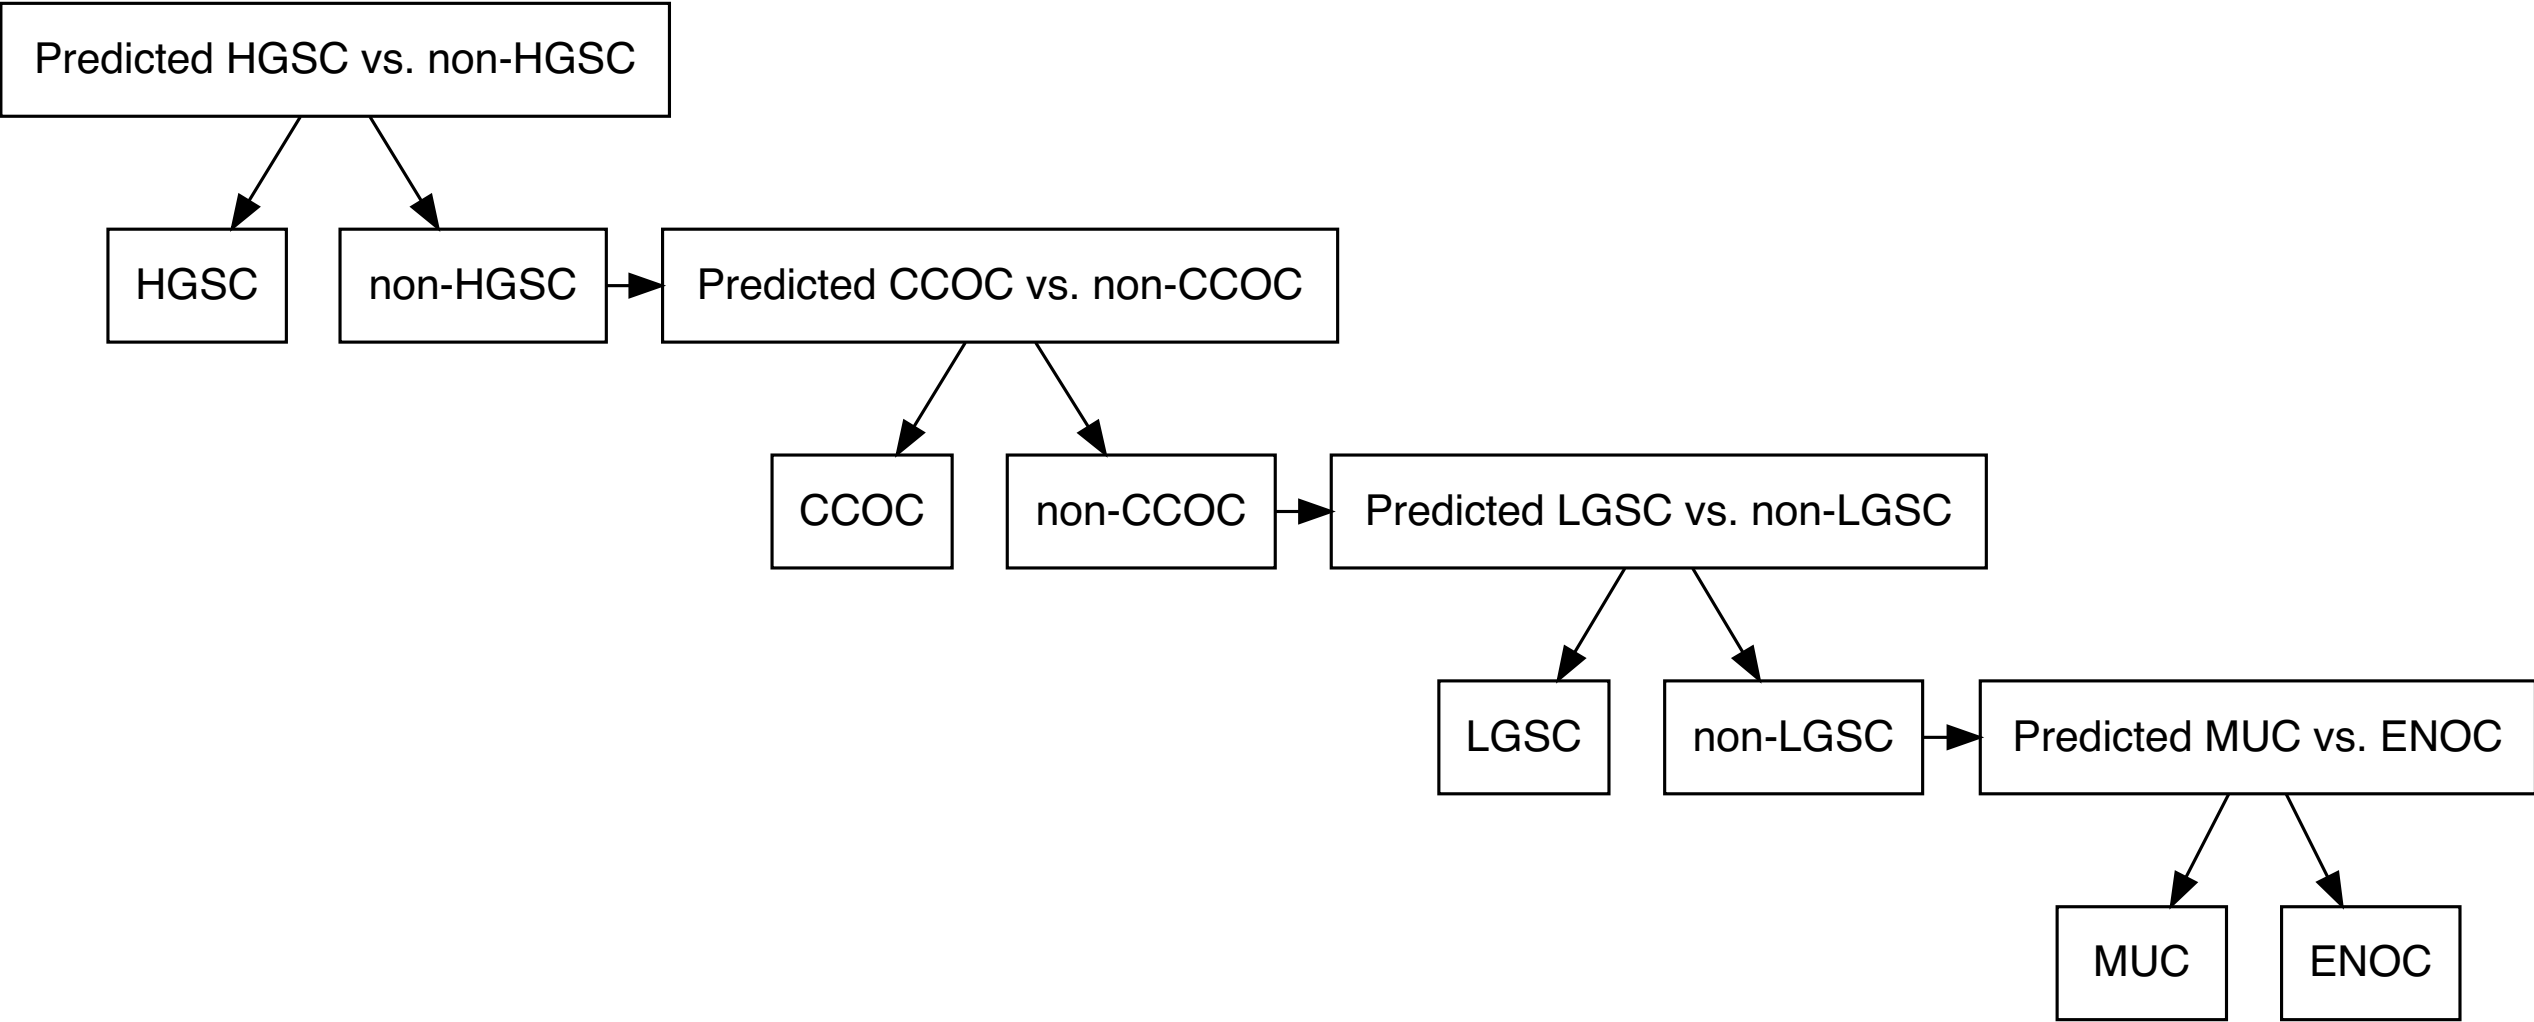 Predicted HGSC vs. non-HGSC
HGSC
non-HGSC
Predicted CCOC vs. non-CCOC
CCOC
non-CCOC
Predicted LGSC vs. non-LGSC
LGSC
non-LGSC
Predicted MUC vs. ENOC
MUC
ENOC